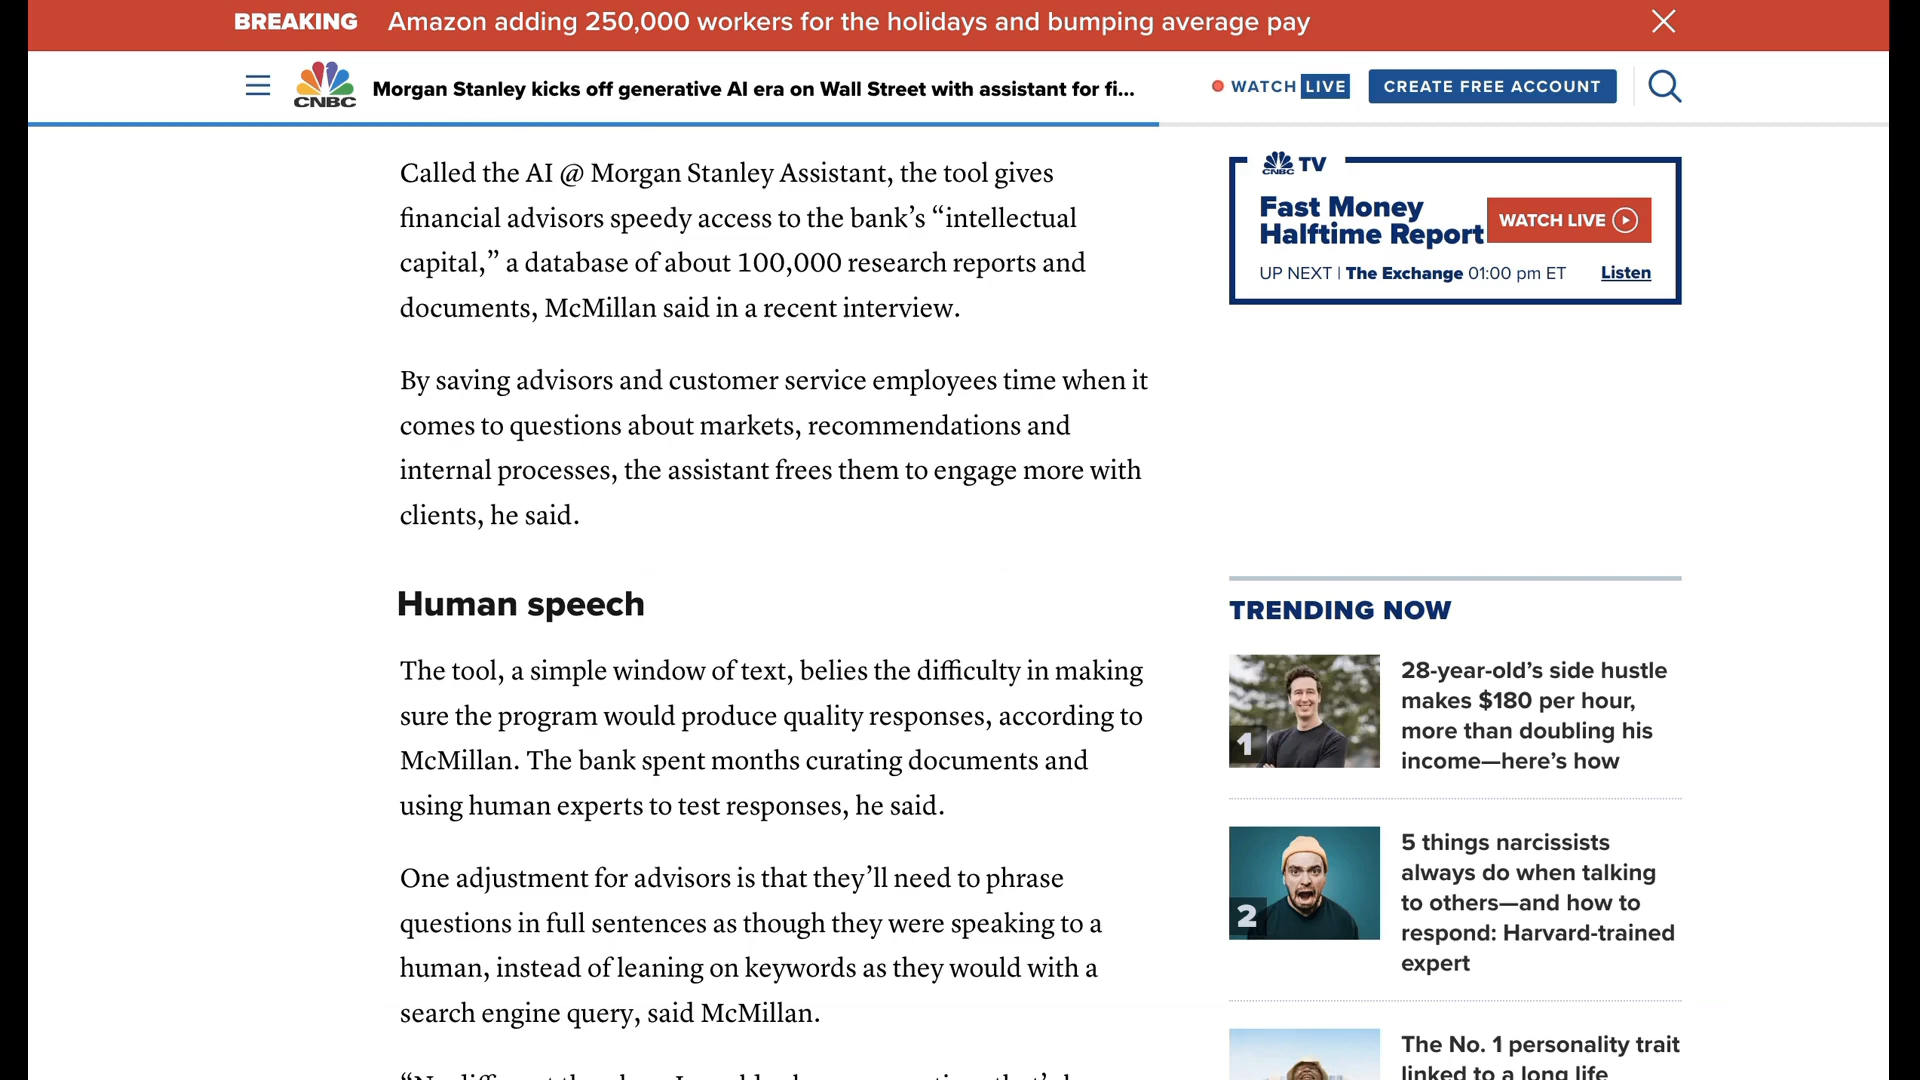 BREAKING Amazon adding 250,000 workers for the holidays and bumping average pay
CNBC Morgan Stanley kicks off generative AI era on Wall Street with assistant for fi...
WATCH LIVE
CREATE FREE ACCOUNT
Called the AI @ Morgan Stanley Assistant, the tool gives
financial advisors speedy access to the bank’s “intellectual
capital,” a database of about 100,000 research reports and
documents, McMillan said in a recent interview.
By saving advisors and customer service employees time when it
comes to questions about markets, recommendations and
internal processes, the assistant frees them to engage more with
clients, he said.
Human speech
The tool, a simple window of text, belies the difficulty in making
sure the program would produce quality responses, according to
McMillan. The bank spent months curating documents and
using human experts to test responses, he said.
One adjustment for advisors is that they’ll need to phrase
questions in full sentences as though they were speaking to a
human, instead of leaning on keywords as they would with a
search engine query, said McMillan.
CNBC TV
Fast Money
Halftime Report
WATCH LIVE
UP NEXT | The Exchange 01:00 pm ET
Listen
TRENDING NOW
1
28-year-old’s side hustle
makes $180 per hour,
more than doubling his
income—here’s how
2
5 things narcissists
always do when talking
to others—and how to
respond: Harvard-trained
expert
The No. 1 personality trait
linked to a long life